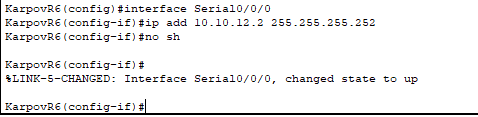 KarpovR6(config)#interface Serial0/0/0
KarpovR6(config-if)#ip add 10.10.12.2 255.255.255.252
KarpovR6(config-if)#no sh
KarpovR6(config-if)#
%LINK-5-CHANGED: Interface Serial0/0/0, changed state to up
KarpovR6(config-if)#